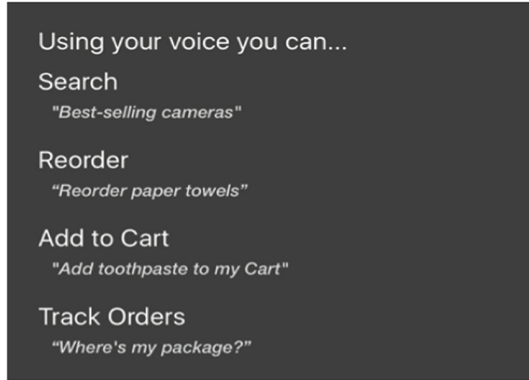 Using your voice you can...
Search
"Best-selling cameras"
Reorder
“Reorder paper towels”
Add to Cart
"Add toothpaste to my Cart"
Track Orders
“Where's my package?”